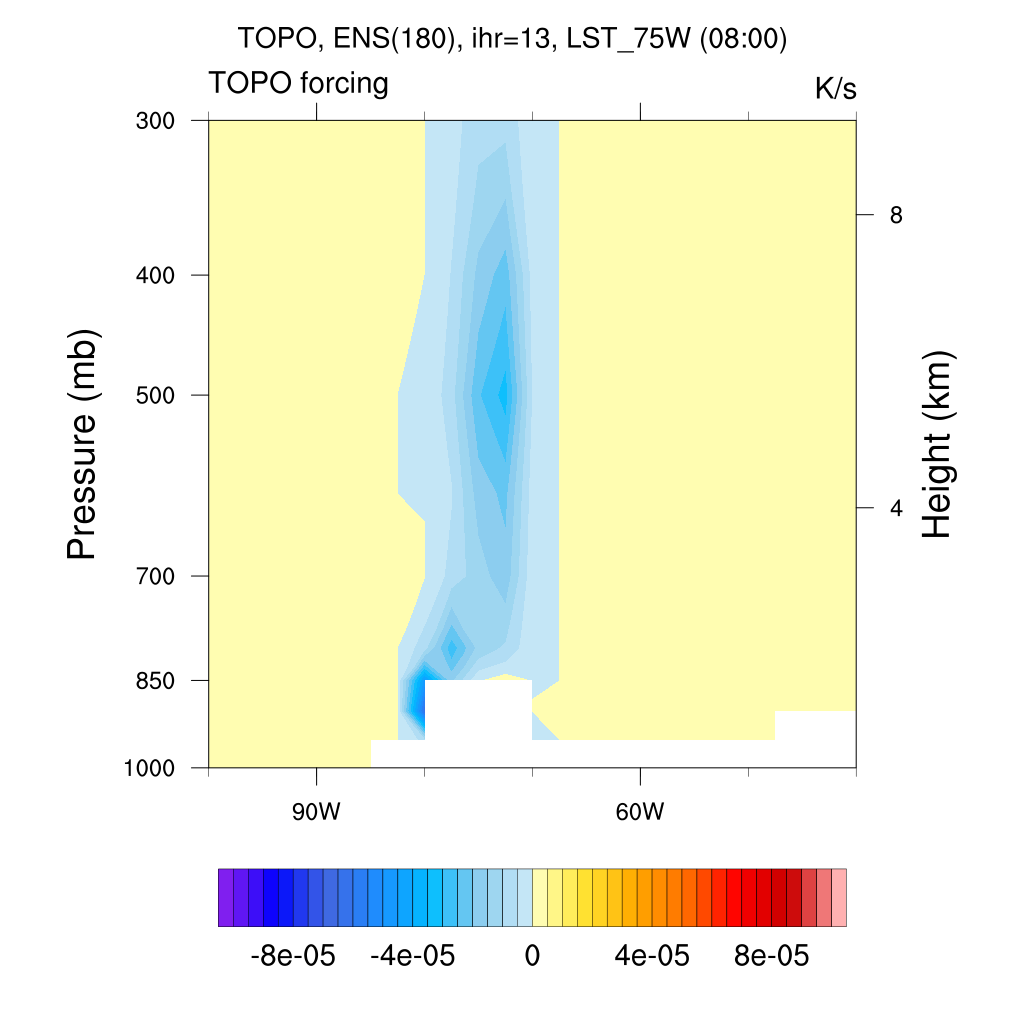 TOPO, ENS(180), ihr=13, LST_75W (08:00)
TOPO forcing
K/s
300
400
500
700
850
1000
Pressure (mb)
8
4
Height (km)
90W
60W
-8e-05 -4e-05 0 4e-05 8e-05